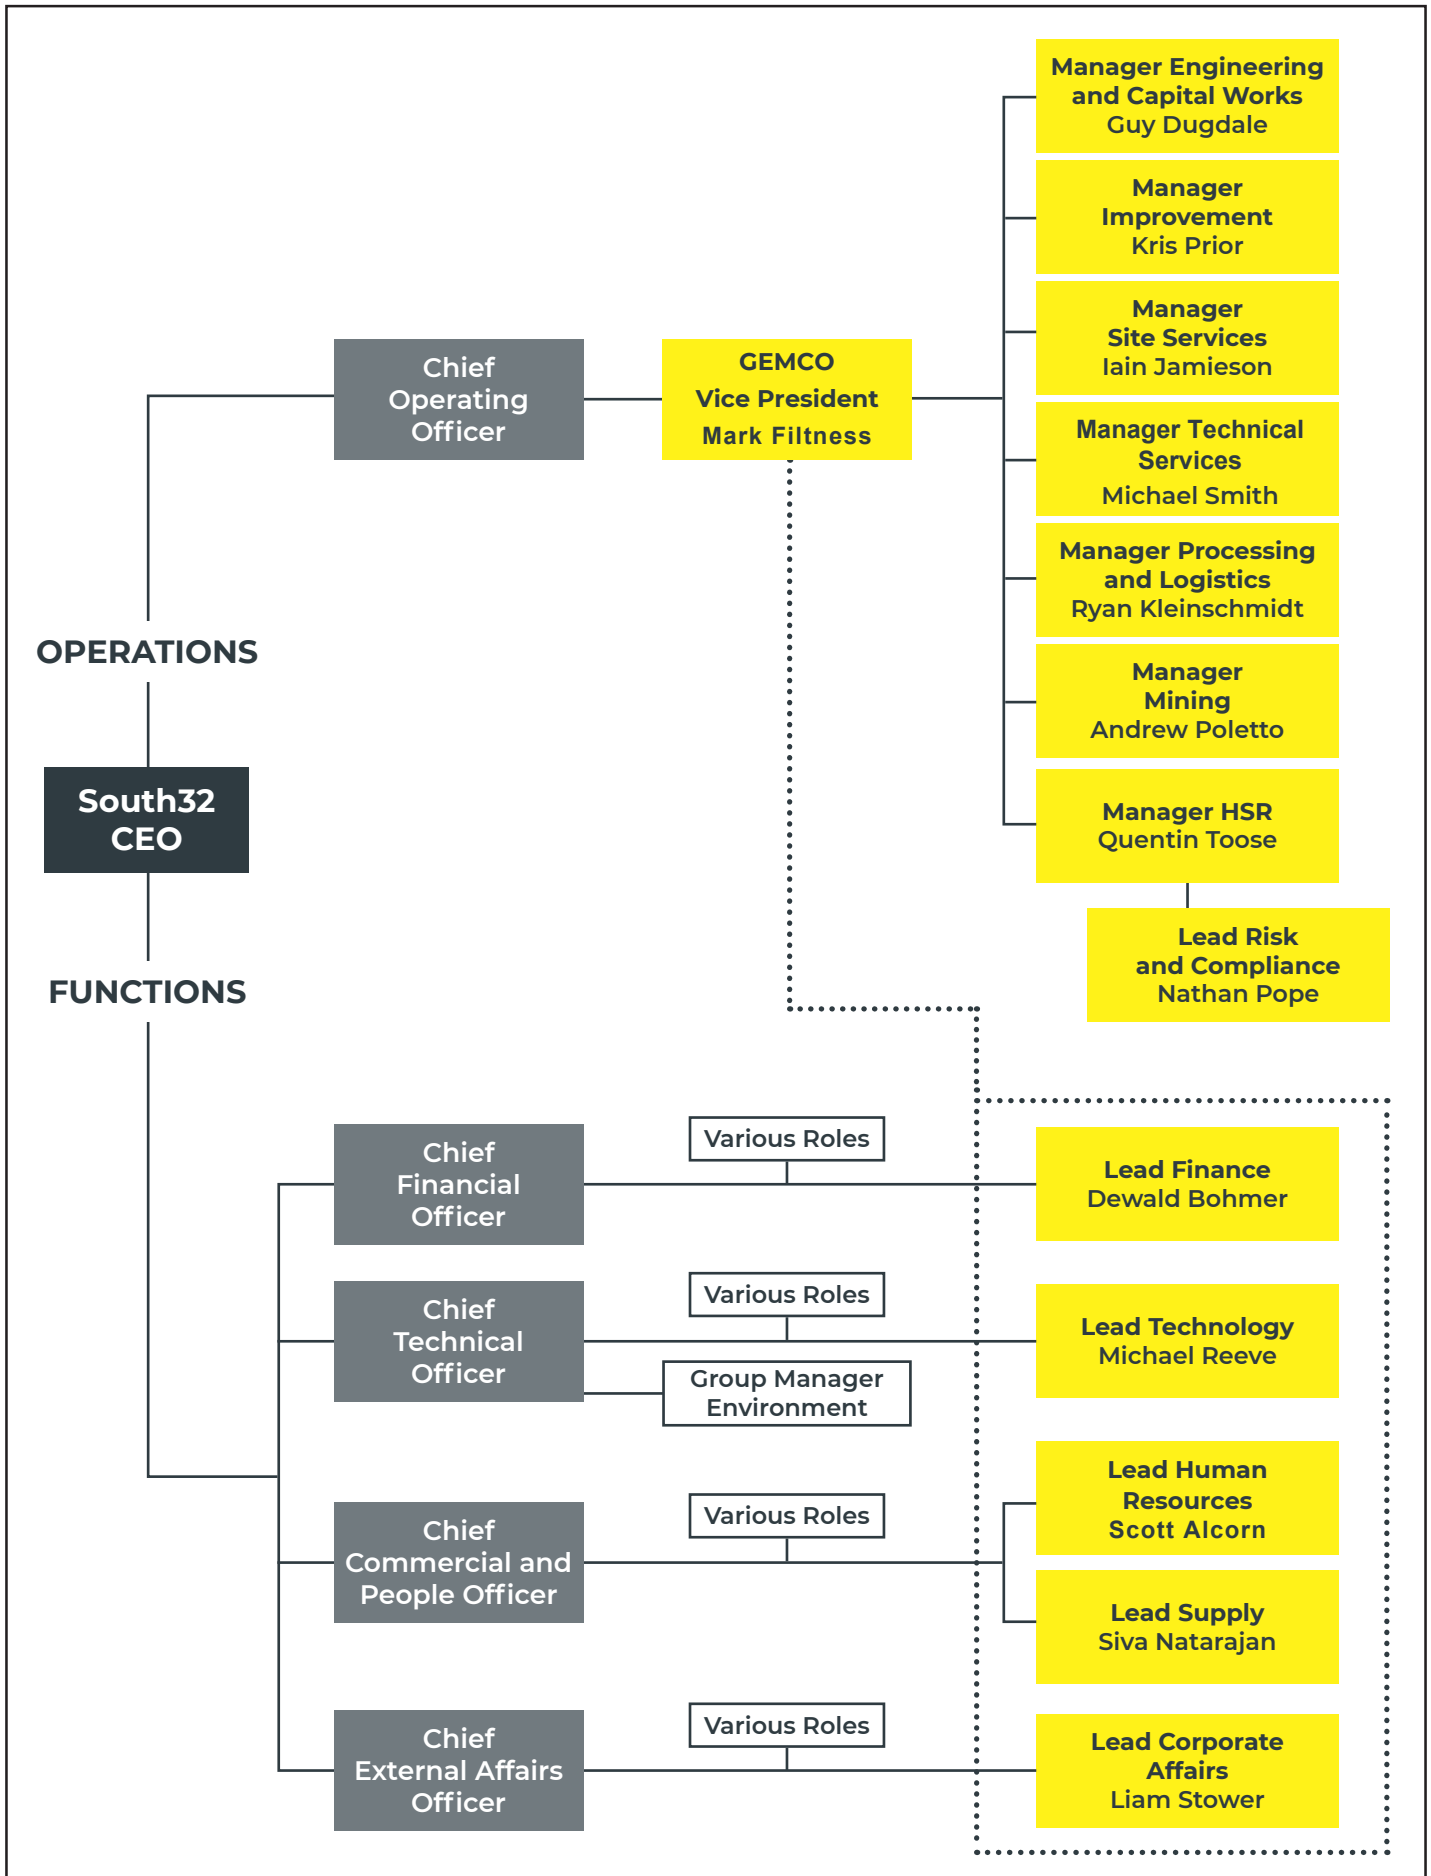 Manager Engineering
and Capital Works
Guy Dugdale
Manager
Improvement
Kris Prior
Manager
Site Services
Iain Jamieson
Chief
Operating
Officer
GEMCO
Vice President
Mark Filtness
Manager Technical
Services
Michael Smith
Manager Processing
and Logistics
Ryan Kleinschmidt
OPERATIONS
Manager
Mining
Andrew Poletto
South32
CEO
Manager HSR
Quentin Toose
Lead Risk
and Compliance
Nathan Pope
FUNCTIONS
Chief
Financial
Officer
Various Roles
Lead Finance
Dewald Bohmer
Chief
Technical
Officer
Various Roles
Group Manager
Environment
Lead Technology
Michael Reeve
Chief
Commercial and
People Officer
Various Roles
Lead Human
Resources
Scott Alcorn
Lead Supply
Siva Natarajan
Chief
External Affairs
Officer
Various Roles
Lead Corporate
Affairs
Liam Stower